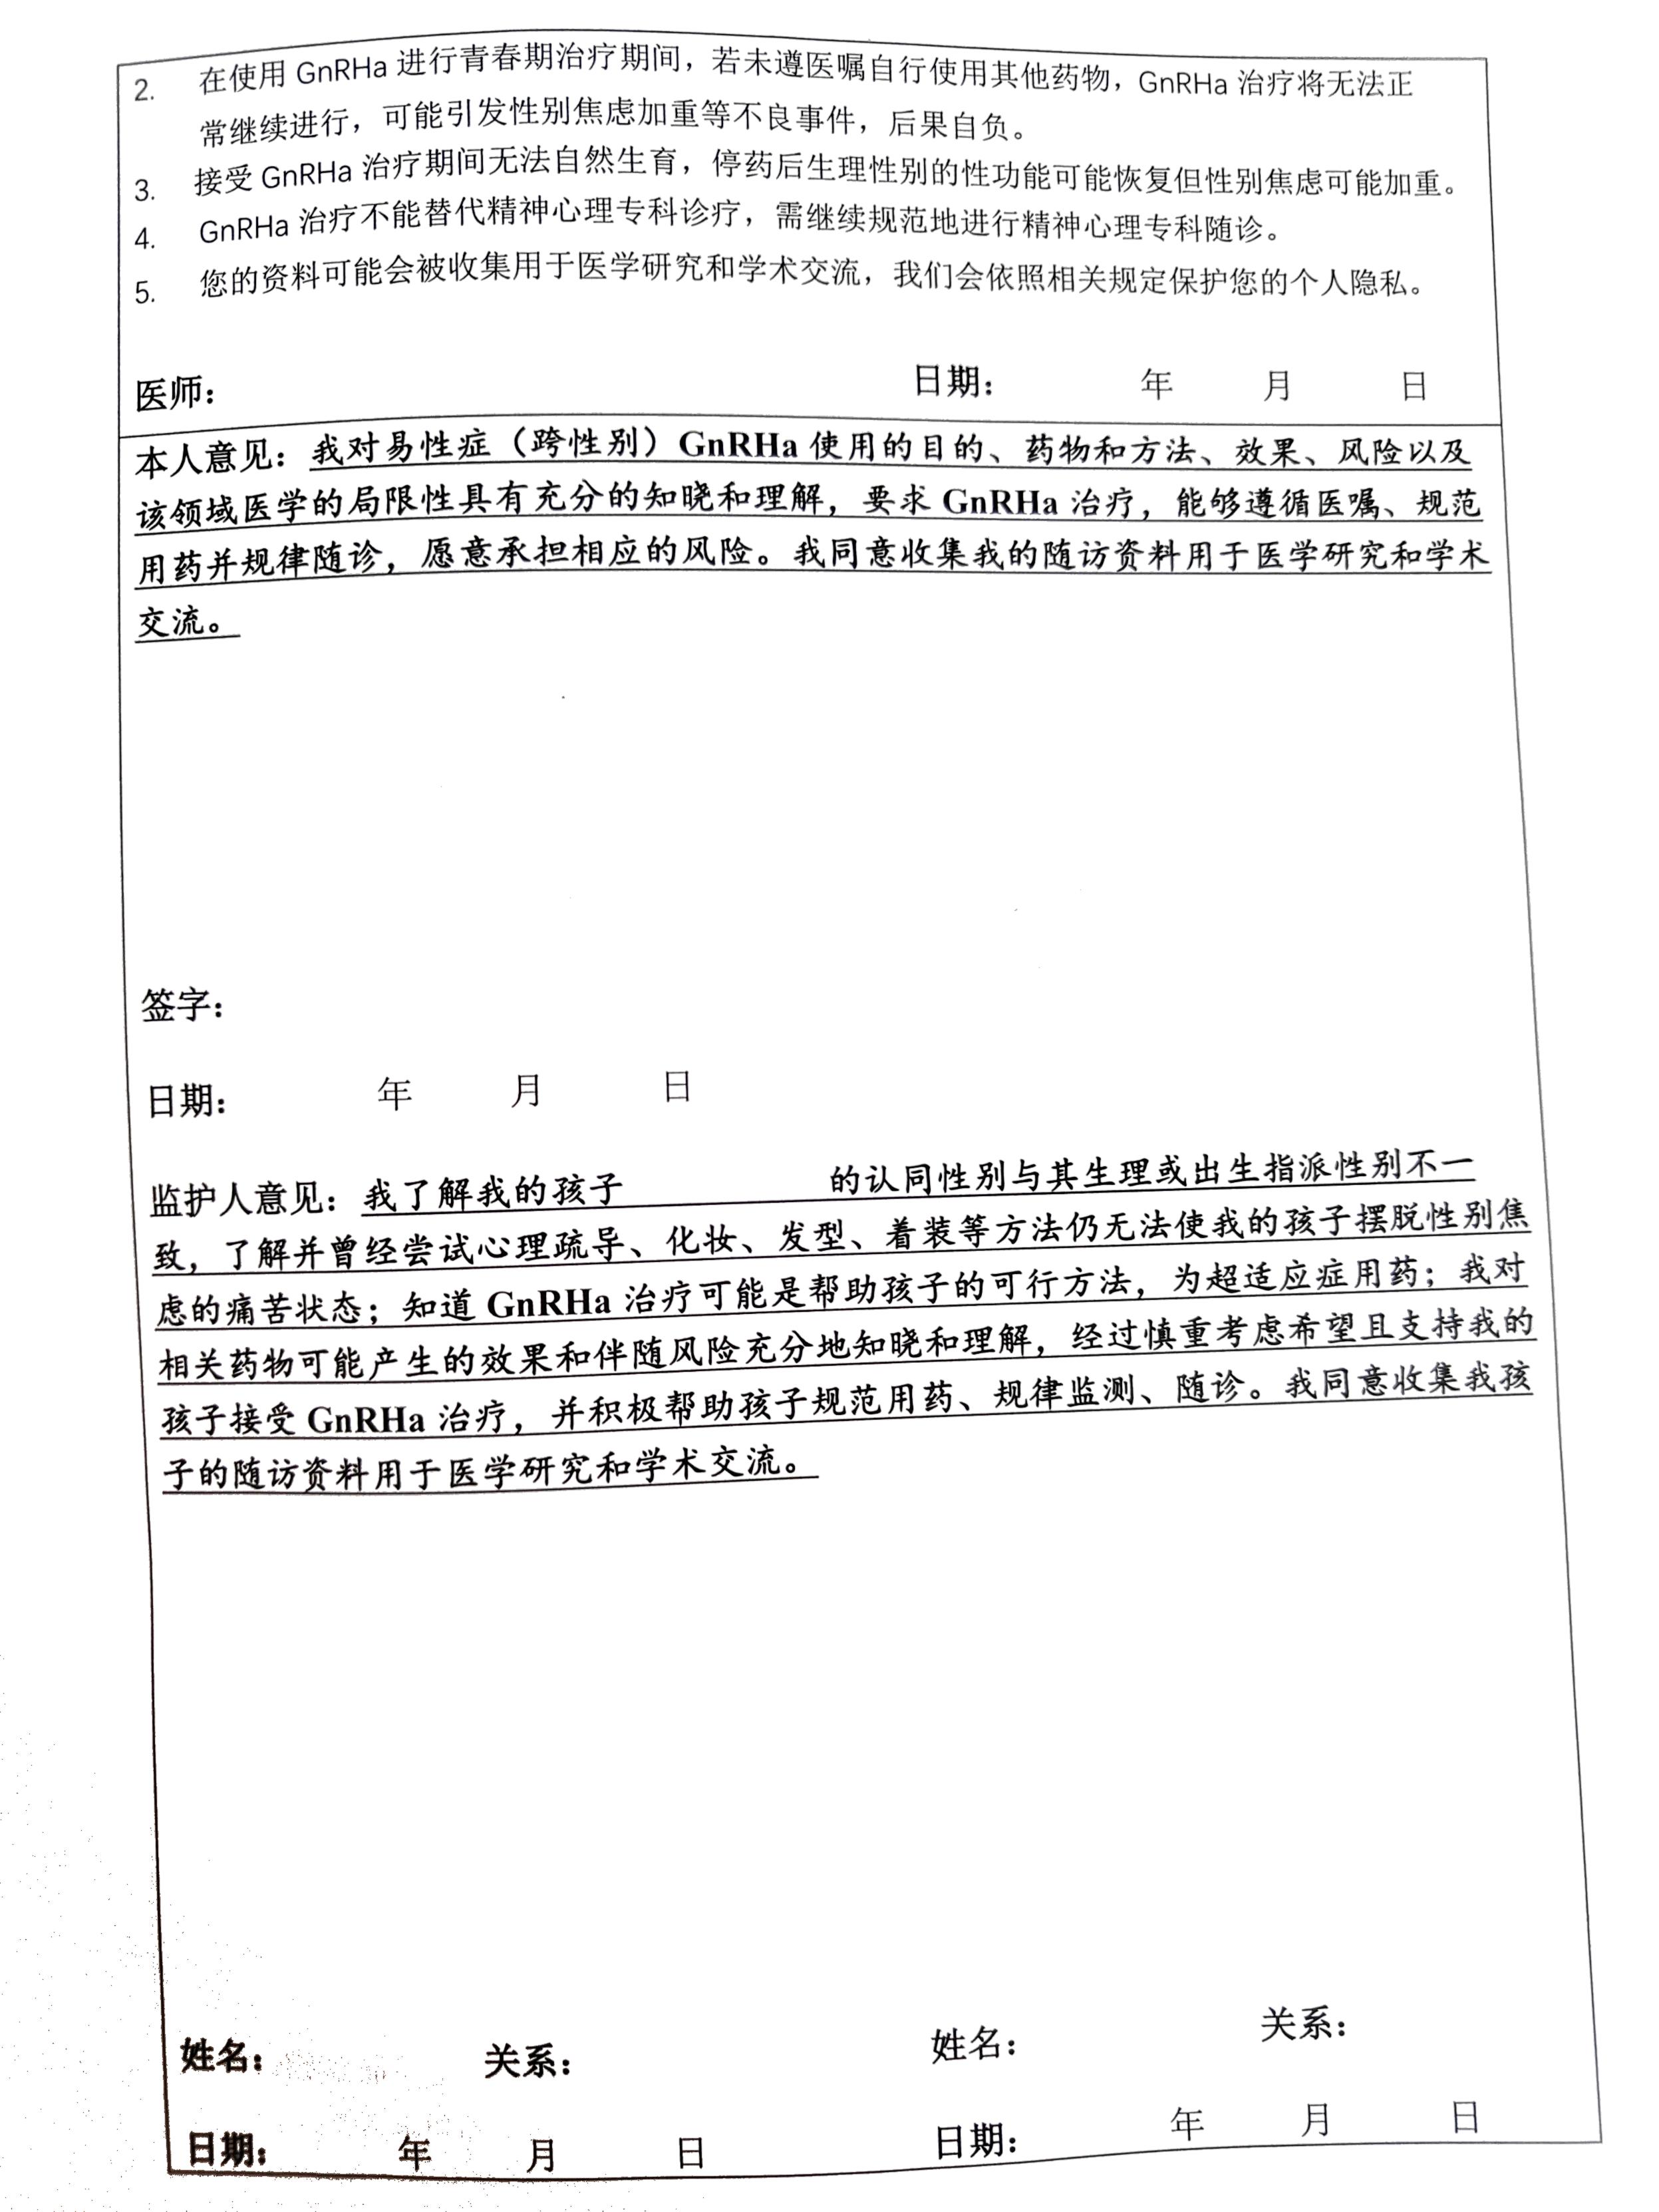 2. 在使用 GnRHa 进行青春期治疗期间，若未遵医嘱自行使用其他药物，GnRHa 治疗将无法正
常继续进行，可能引发性别焦虑加重等不良事件，后果自负。
3. 接受 GnRHa 治疗期间无法自然生育，停药后生理性别的性功能可能恢复但性别焦虑可能加重。
4. GnRHa 治疗不能替代精神心理专科诊疗，需继续规范地进行精神心理专科随诊。
5. 您的资料可能会被收集用于医学研究和学术交流，我们会依照相关规定保护您的个人隐私。
医师： 日期： 年 月 日
本人意见：我对易性症（跨性别）GnRHa 使用的目的、药物和方法、效果、风险以及
该领域医学的局限性具有充分的知晓和理解，要求 GnRHa 治疗，能够遵循医嘱、规范
用药并规律随诊，愿意承担相应的风险。我同意收集我的随访资料用于医学研究和学术
交流。
签字：
日期： 年 月 日
监护人意见：我了解我的孩子 的认同性别与其生理或出生指派性别不一
致，了解并曾经尝试心理疏导、化妆、发型、着装等方法仍无法使我的孩子摆脱性别焦
虑的痛苦状态；知道 GnRHa 治疗可能是帮助孩子的可行方法，为超适应症用药；我对
相关药物可能产生的效果和伴随风险充分地知晓和理解，经过慎重考虑希望且支持我的
孩子接受 GnRHa 治疗，并积极帮助孩子规范用药、规律监测、随诊。我同意收集我孩
子的随访资料用于医学研究和学术交流。
姓名： 关系： 姓名： 关系：
日期： 年 月 日 日期： 年 月 日